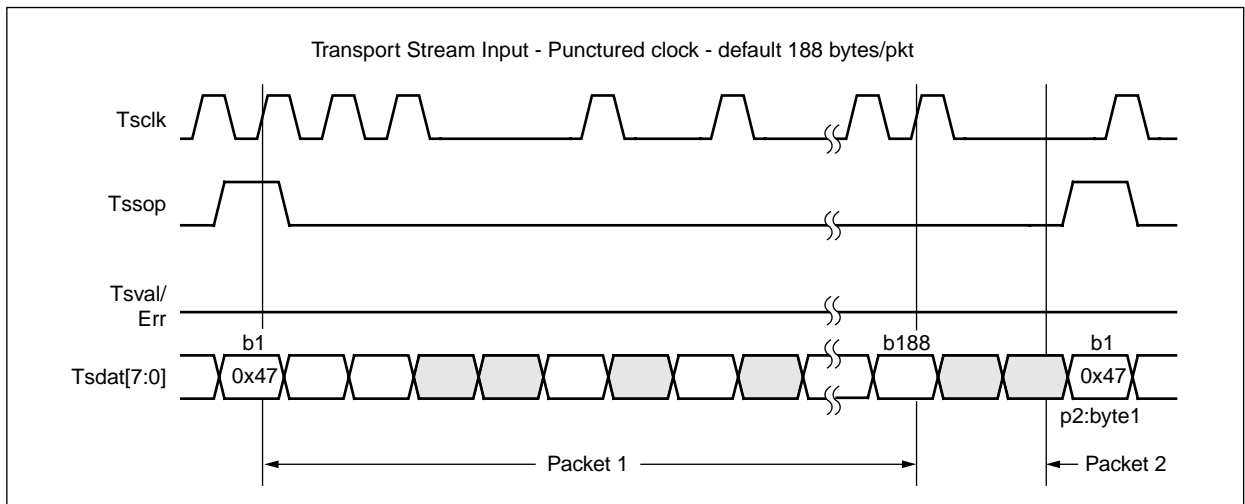 Transport Stream Input - Punctured clock - default 188 bytes/pkt
Tsclk
Tssop
Tsval/
Err
b1
b188
b1
Tsdat[7:0]
0x47
0x47
p2:byte1
Packet 1
Packet 2